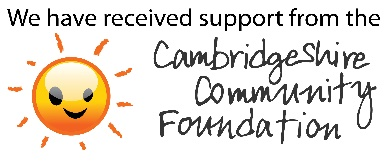 We have received support from the
Cambridgeshire
Community
Foundation